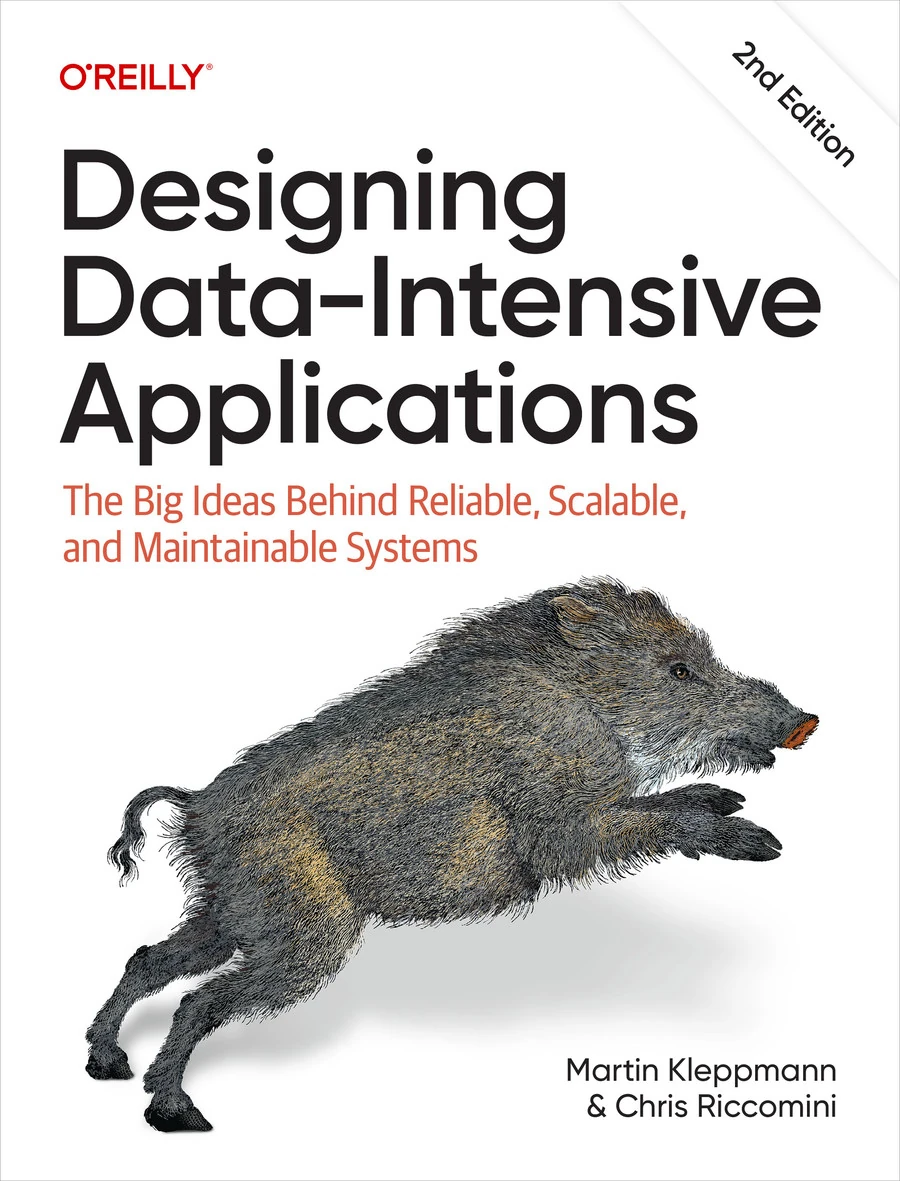 O'REILLY®
2nd Edition
Designing
Data-Intensive
Applications
The Big Ideas Behind Reliable, Scalable,
and Maintainable Systems
Martin Kleppmann
& Chris Riccomini